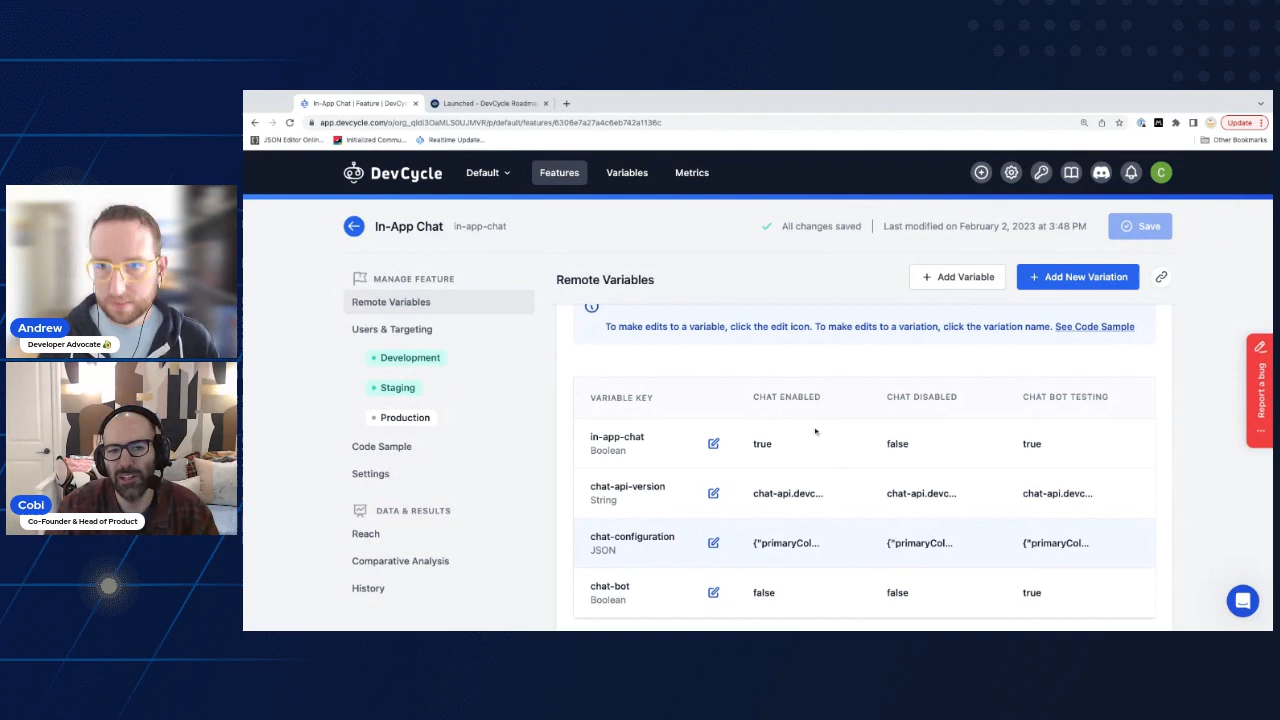 In-App Chat | Feature | DevCy...
Launched - DevCycle Roadma...
app.devcycle.com/o/org_qldi3OaMLS0UJMVR/p/default/features/6306e7a27a4c6eb742a1136c
Update
JSON Editor Onlin...
Initialized Commu...
Realtime Update...
Other Bookmarks
DevCycle
Default
Features
Variables
Metrics
C
In-App Chat
in-app-chat
All changes saved
Last modified on February 2, 2023 at 3:48 PM
Save
MANAGE FEATURE
Remote Variables
Users & Targeting
Development
Staging
Production
Code Sample
Settings
DATA & RESULTS
Reach
Comparative Analysis
History
Remote Variables
+ Add Variable
+ Add New Variation
To make edits to a variable, click the edit icon. To make edits to a variation, click the variation name. See Code Sample
VARIABLE KEY
CHAT ENABLED
CHAT DISABLED
CHAT BOT TESTING
in-app-chat
Boolean
true
false
true
chat-api-version
String
chat-api.devc...
chat-api.devc...
chat-api.devc...
chat-configuration
JSON
{"primaryCol...
{"primaryCol...
{"primaryCol...
chat-bot
Boolean
false
false
true
Report a bug
Andrew
Developer Advocate 🥑
Cobi
Co-Founder & Head of Product